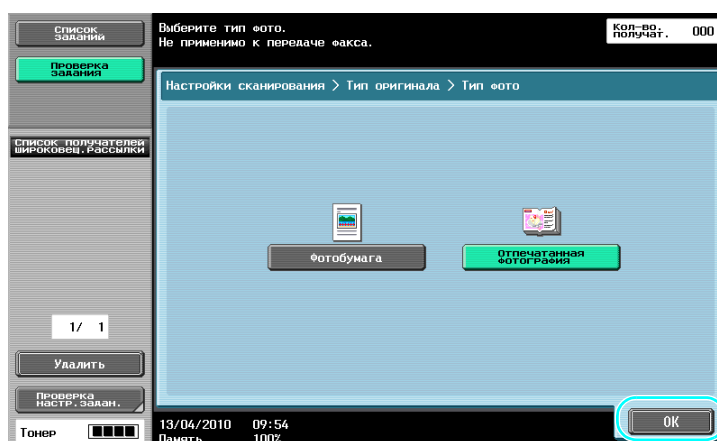 Список
заданий
Проверка
задания
Список получателей
широковещ.рассылки
1/ 1
Удалить
Проверка
настр.задан.
Тонер
Выберите тип фото.
Не применимо к передаче факса.
Кол-во.
получат. 000
Настройки сканирования > Тип оригинала > Тип фото
Фотобумага
Отпечатанная
фотография
13/04/2010 09:54
Память 100%
OK